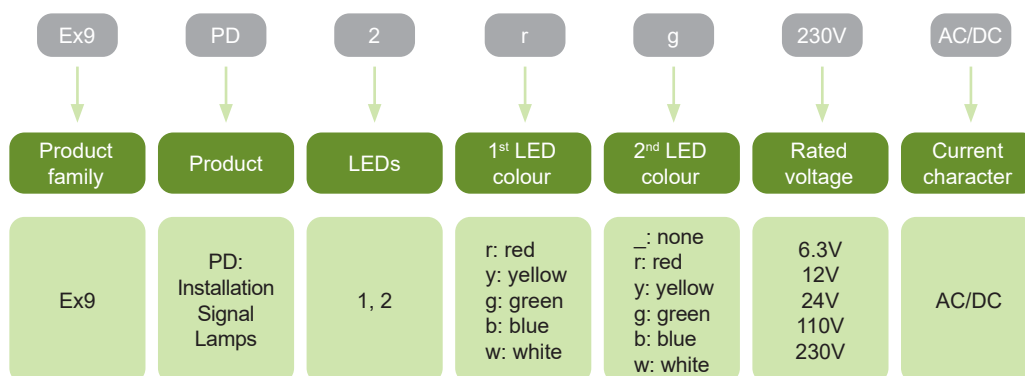 Ex9 PD 2 r g 230V AC/DC
Product family
Product
LEDs
1st LED colour
2nd LED colour
Rated voltage
Current character
Ex9
PD:
Installation
Signal
Lamps
1, 2
r: red
y: yellow
g: green
b: blue
w: white
_: none
r: red
y: yellow
g: green
b: blue
w: white
6.3V
12V
24V
110V
230V
AC/DC